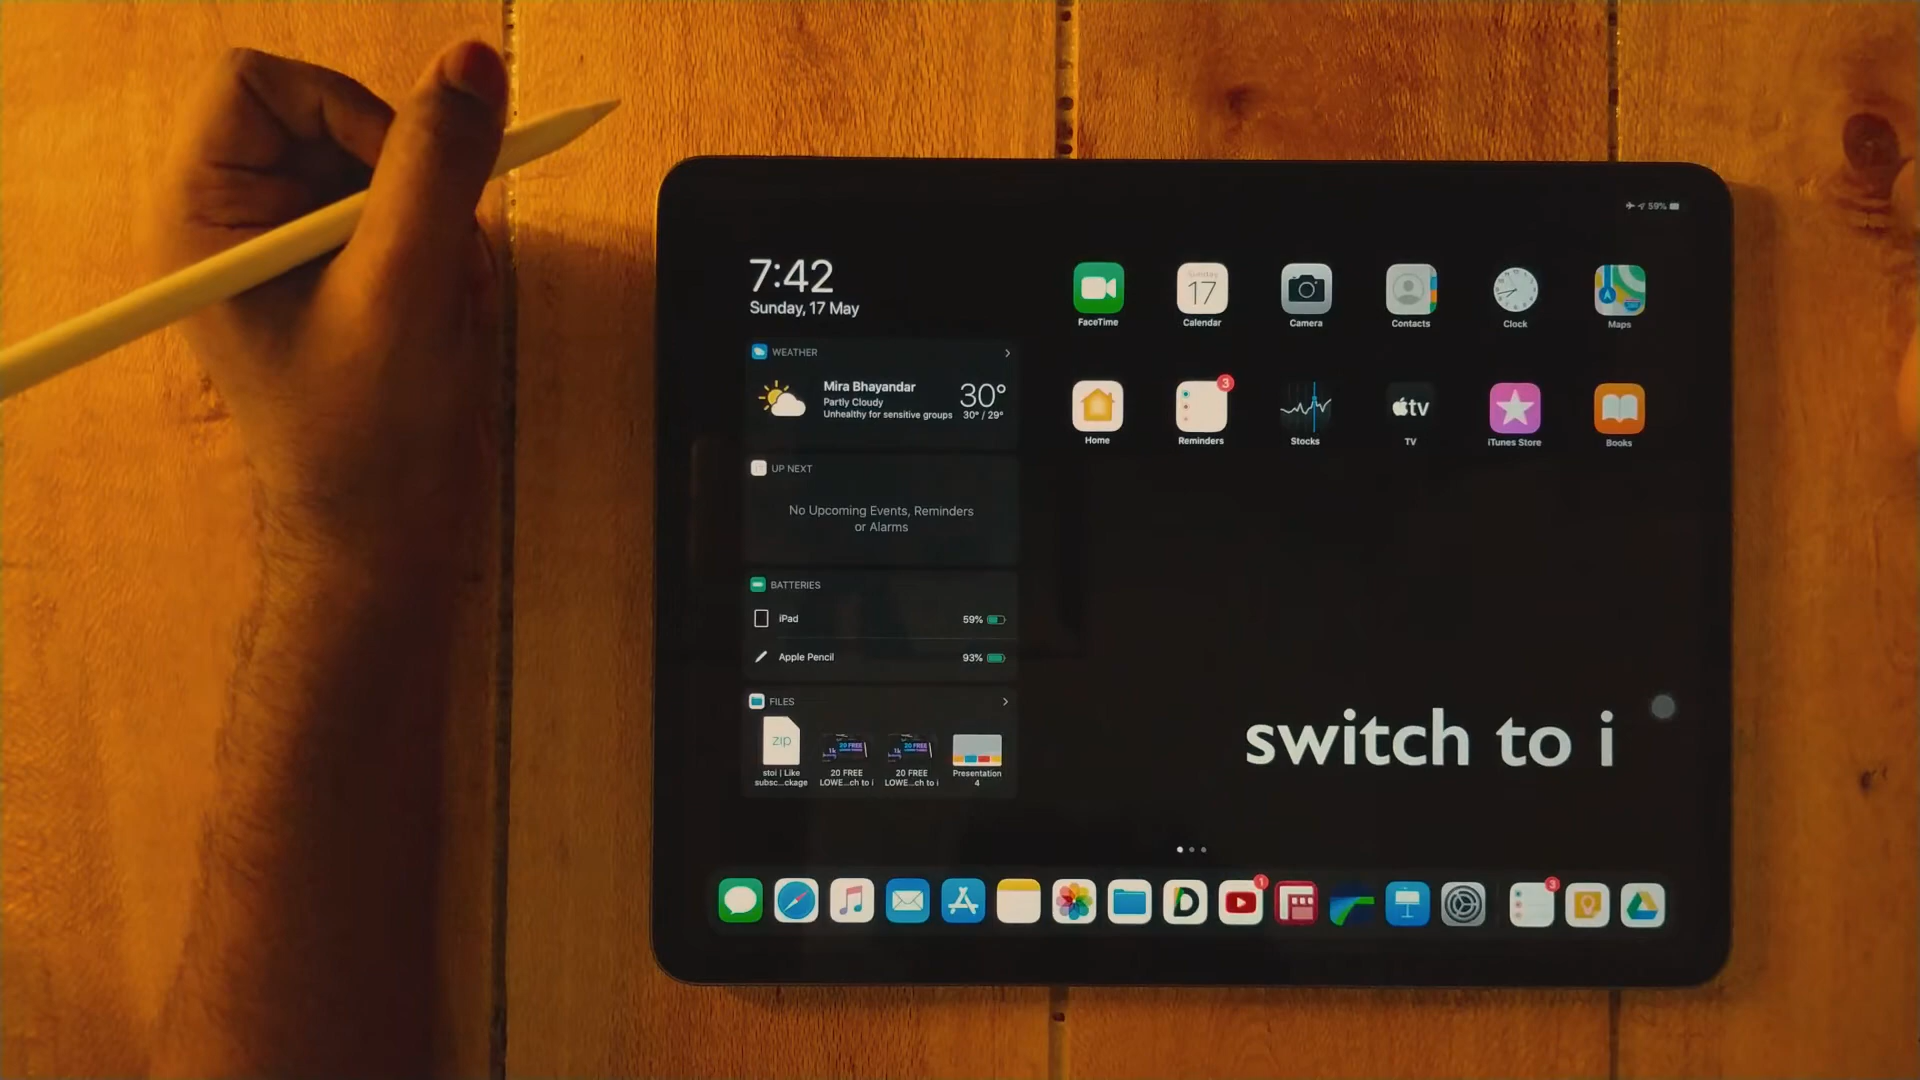 59%
7:42
Sunday, 17 May
WEATHER
Mira Bhayandar
Partly Cloudy
Unhealthy for sensitive groups
30°
30° / 29°
UP NEXT
No Upcoming Events, Reminders
or Alarms
BATTERIES
iPad
59%
Apple Pencil
93%
FILES
zip
stoi | Like
subsc...ckage
20 FREE
LOWE...ch to i
20 FREE
LOWE...ch to i
Presentation
4
FaceTime
Sunday
17
Calendar
Camera
Contacts
Clock
Maps
Home
3
Reminders
Stocks
tv
TV
iTunes Store
Books
switch to i
D
1
3